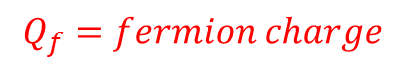 Q_f = fermion charge